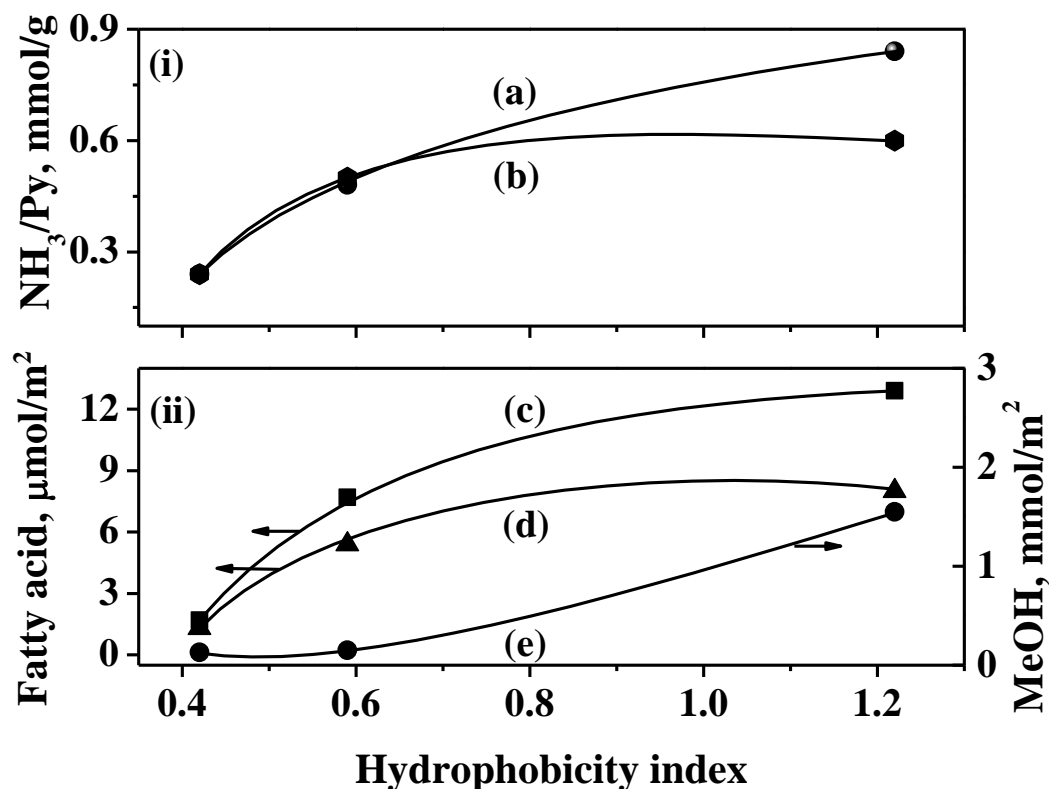 NH3/Py, mmol/g
0.9
0.6
0.3
(i)
(a)
(b)
Fatty acid, μmol/m²
12
9
6
3
0
(ii)
(c)
(d)
(e)
3
2
1
0
MeOH, mmol/m²
0.4 0.6 0.8 1.0 1.2
Hydrophobicity index